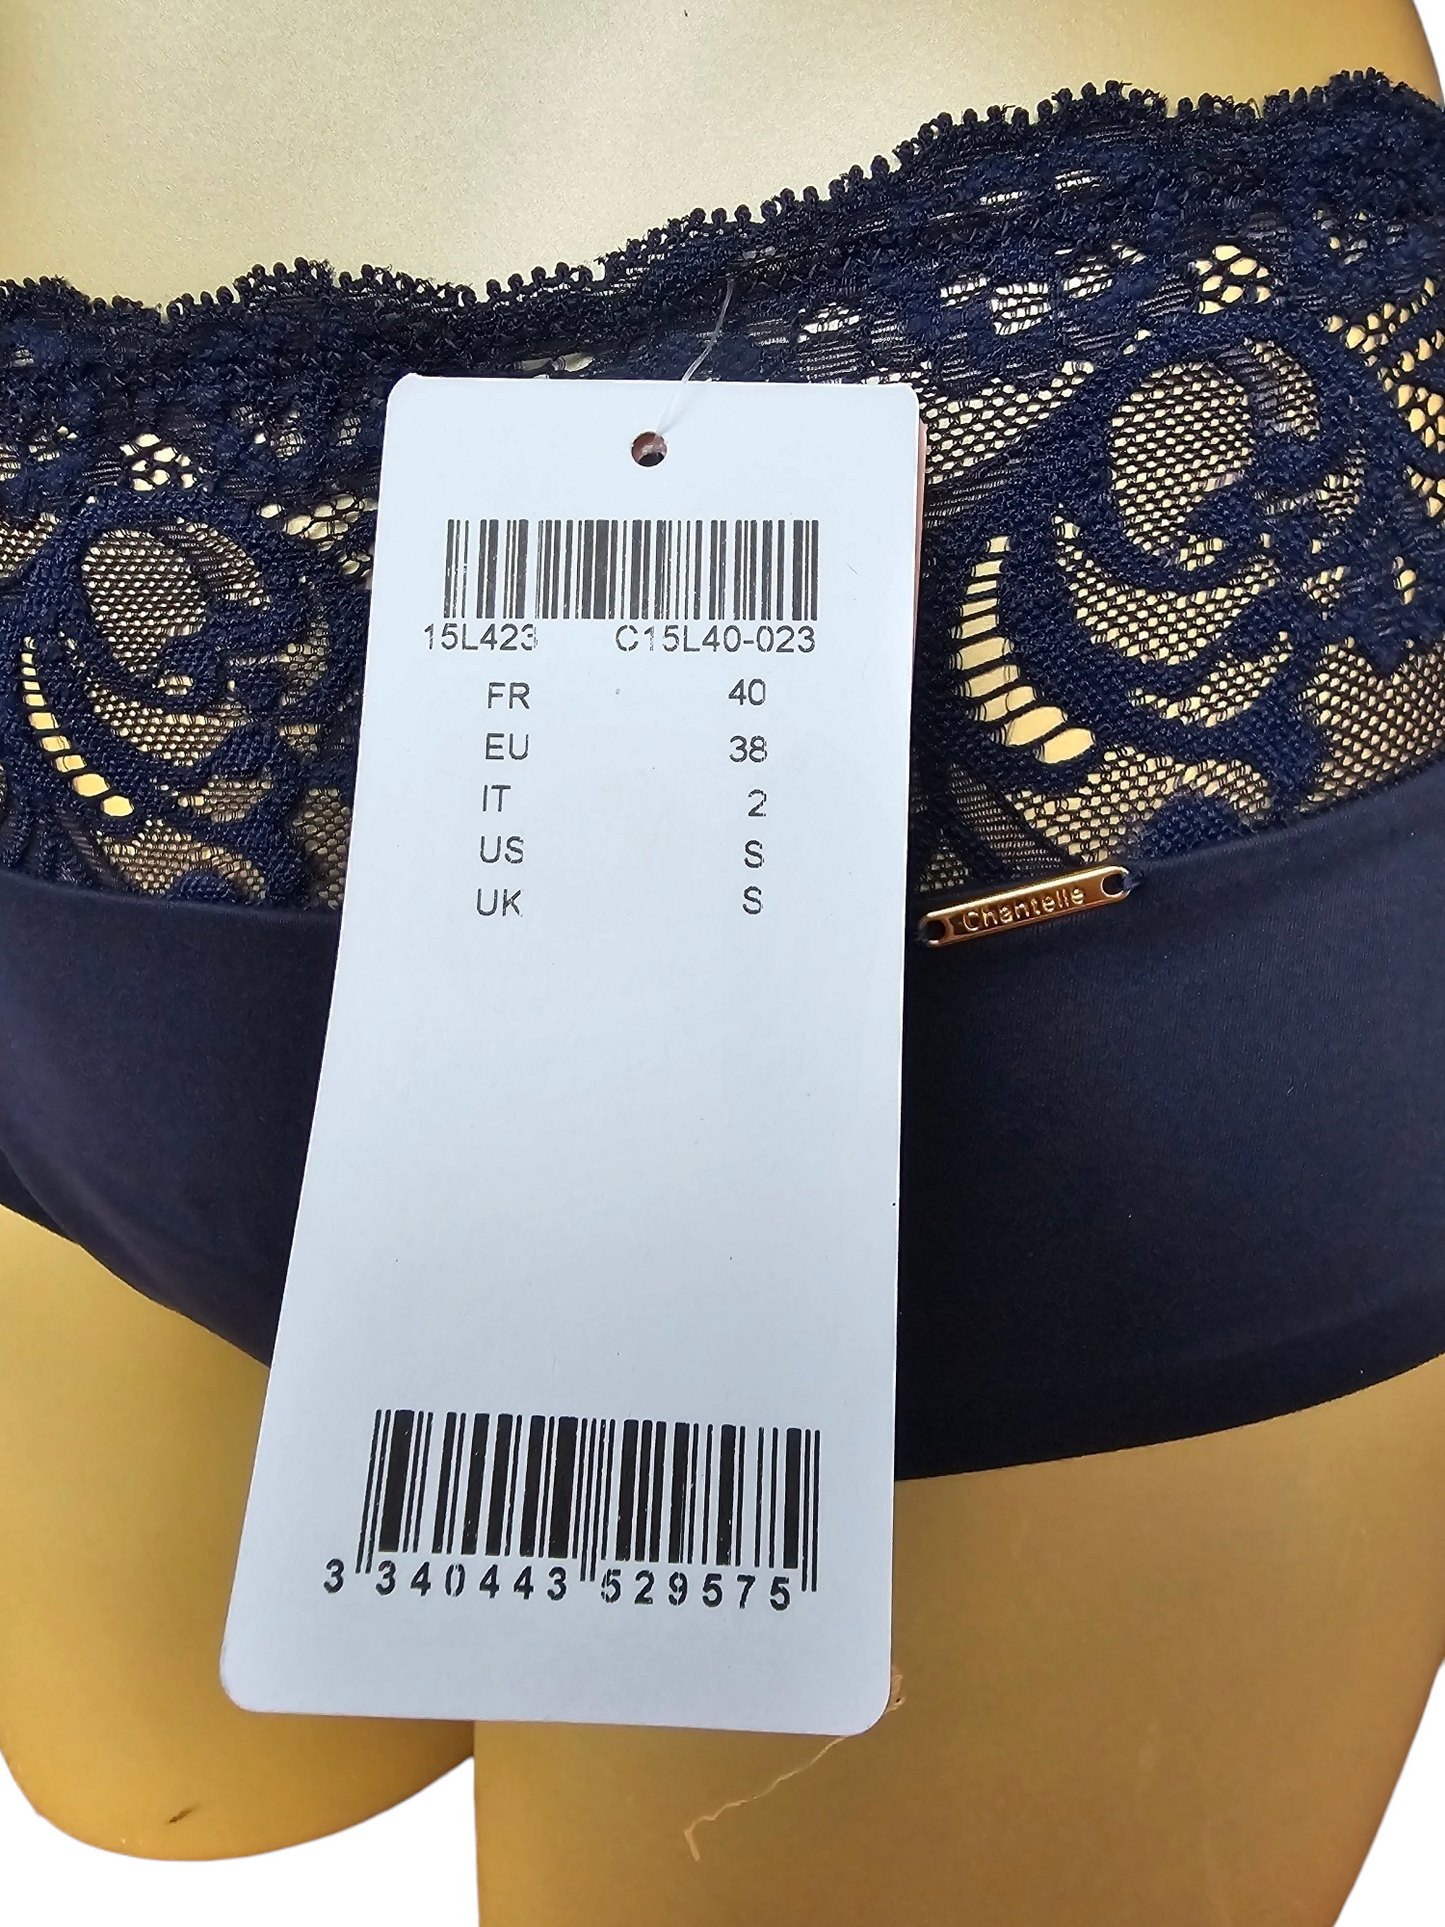 15L423 C15L40-023
FR 40
EU 38
IT 2
US S
UK S
Chantelle
3 340443 529575